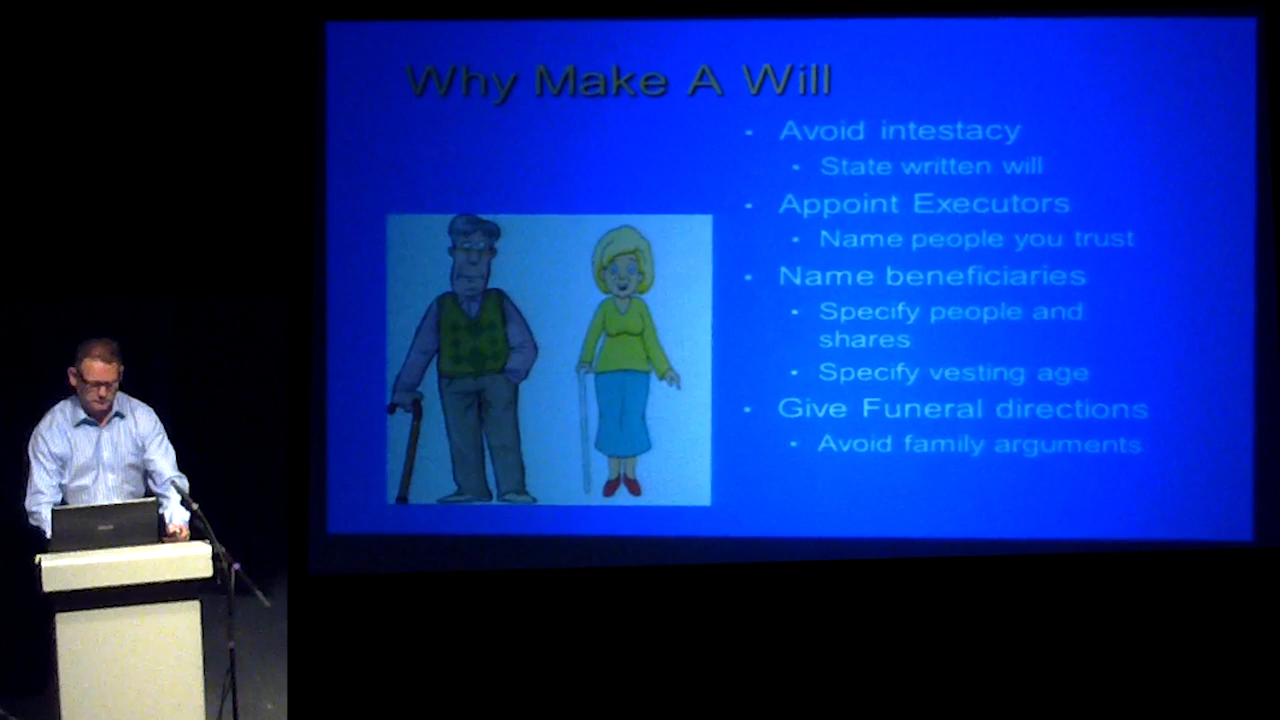 Why Make A Will
• Avoid intestacy
• State written will
• Appoint Executors
• Name people you trust
• Name beneficiaries
• Specify people and
shares
• Specify vesting age
• Give Funeral directions
• Avoid family arguments